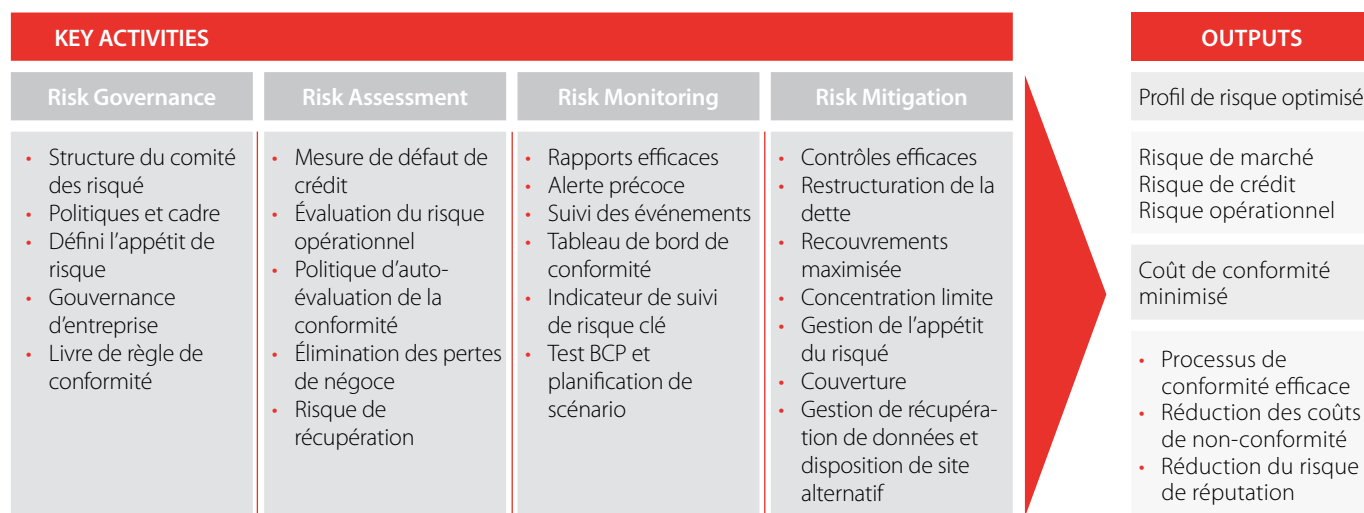 KEY ACTIVITIES
Risk Governance
• Structure du comité
des risqué
• Politiques et cadre
• Défini l’appétit de
risque
• Gouvernance
d’entreprise
• Livre de règle de
conformité
Risk Assessment
• Mesure de défaut de
crédit
• Évaluation du risque
opérationnel
• Politique d’auto-
évaluation de la
conformité
• Élimination des pertes
de négoce
• Risque de
récupération
Risk Monitoring
• Rapports efficaces
• Alerte précoce
• Suivi des événements
• Tableau de bord de
conformité
• Indicateur de suivi
de risque clé
• Test BCP et
planification de
scénario
Risk Mitigation
• Contrôles efficaces
• Restructuration de la
dette
• Recouvrements
maximisée
• Concentration limite
• Gestion de l’appétit
du risqué
• Couverture
• Gestion de récupéra-
tion de données et
disposition de site
alternatif
OUTPUTS
Profil de risque optimisé
Risque de marché
Risque de crédit
Risque opérationnel
Coût de conformité
minimisé
• Processus de
conformité efficace
• Réduction des coûts
de non-conformité
• Réduction du risque
de réputation